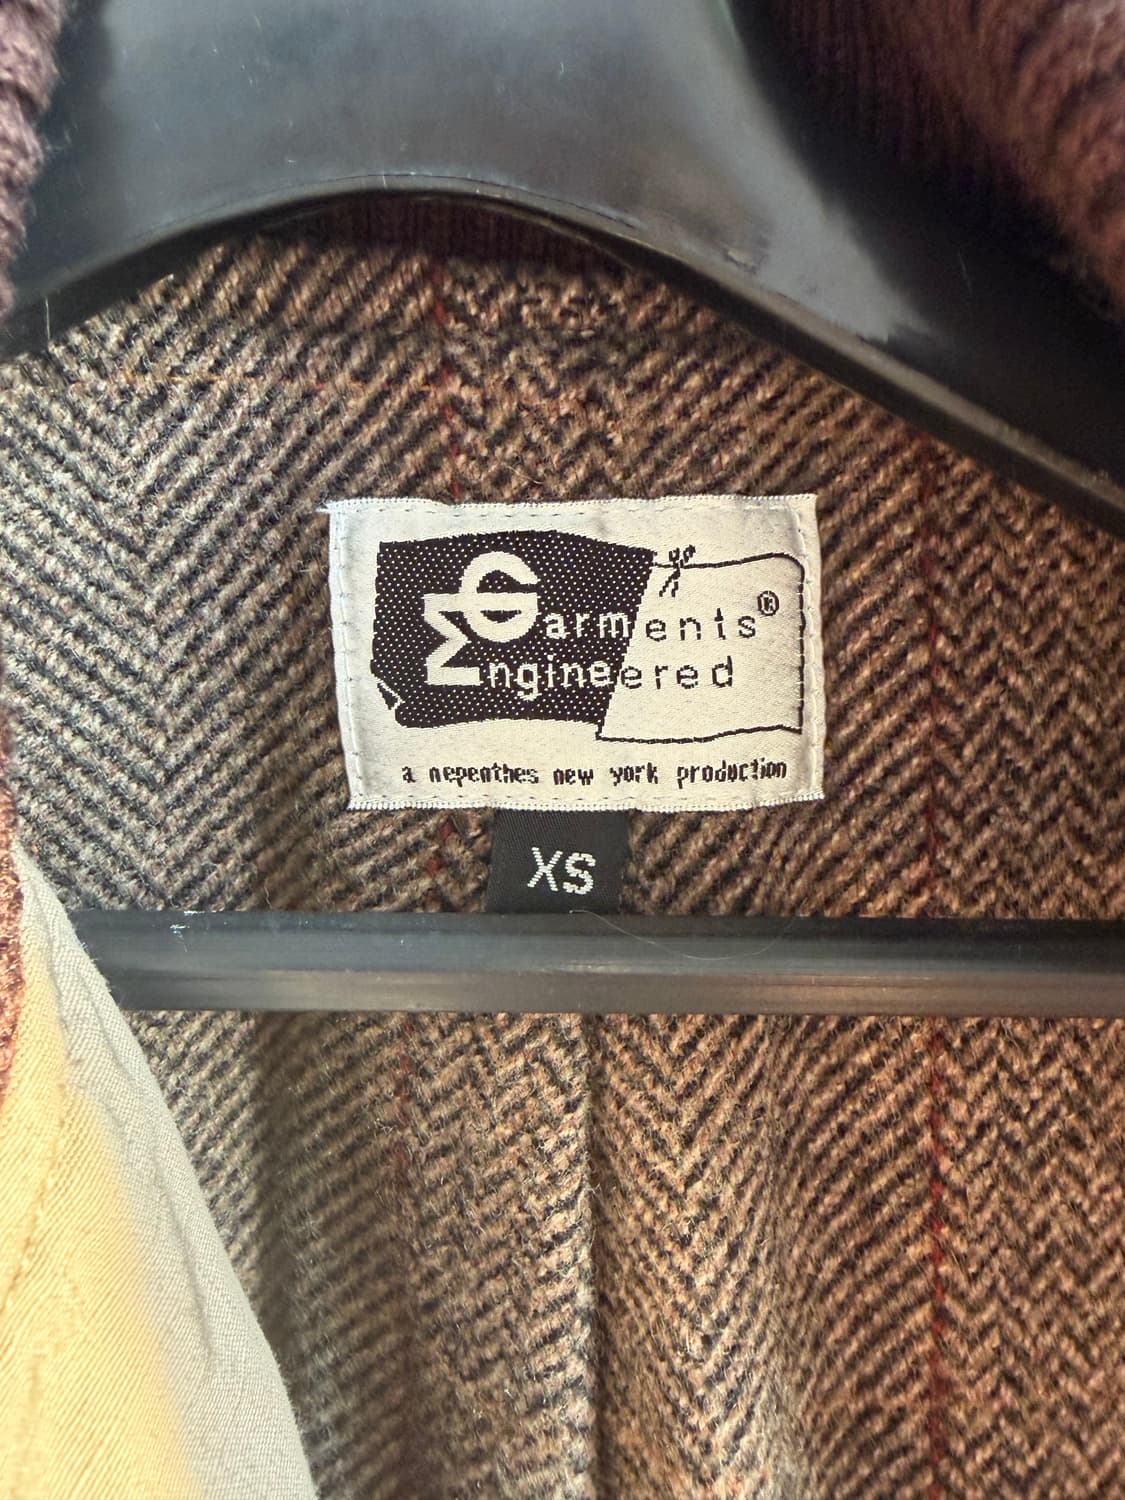 Garments®
Engineered
a nepenthes new york production
XS